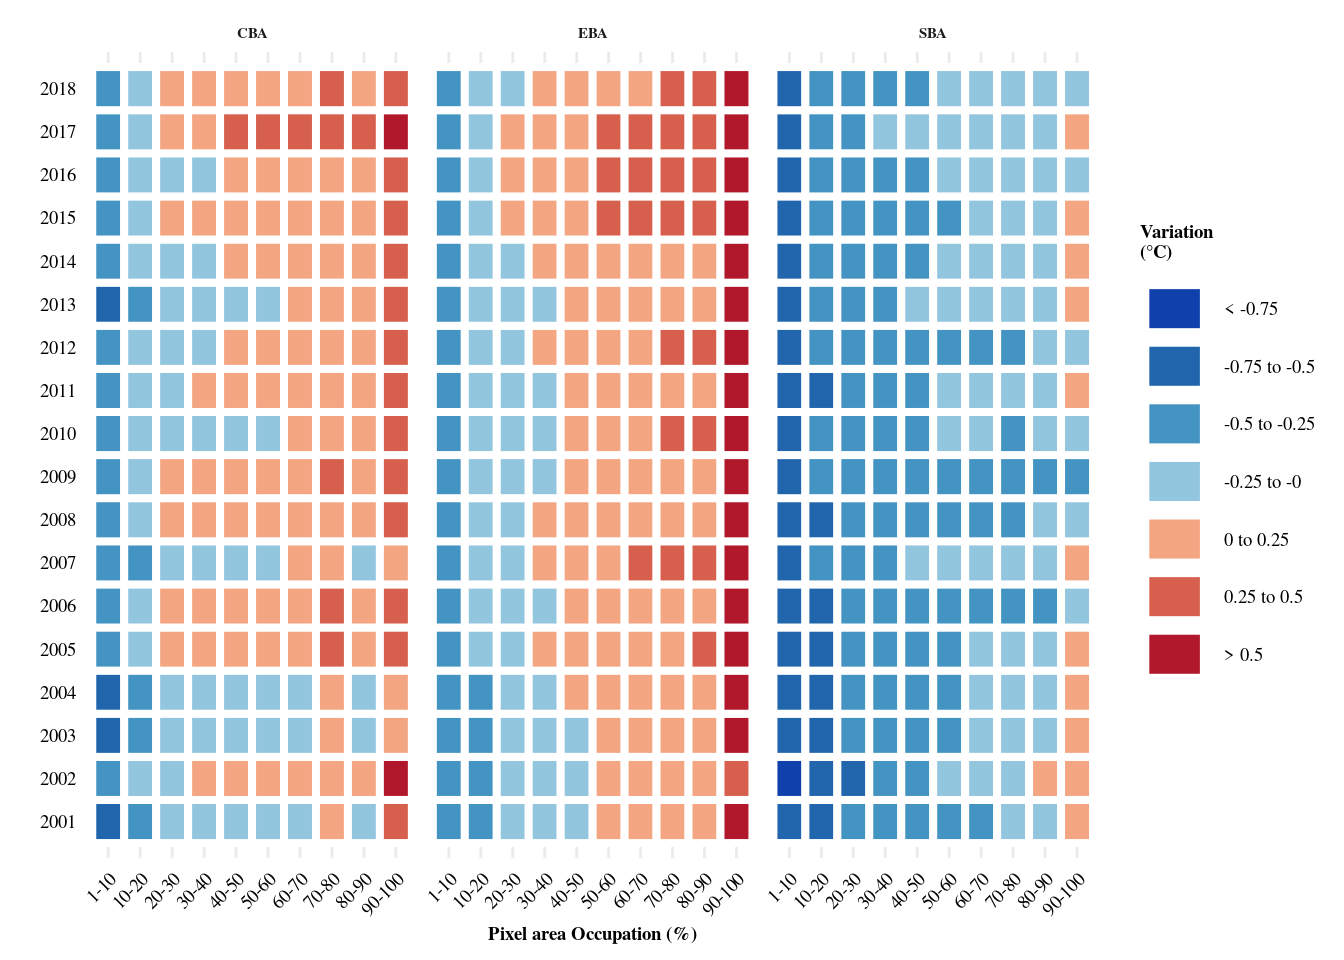 CBA EBA SBA
2018
2017
2016
2015
2014
2013
2012
2011
2010
2009
2008
2007
2006
2005
2004
2003
2002
2001
1-10 10-20 20-30 30-40 40-50 50-60 60-70 70-80 80-90 90-100
1-10 10-20 20-30 30-40 40-50 50-60 60-70 70-80 80-90 90-100
1-10 10-20 20-30 30-40 40-50 50-60 60-70 70-80 80-90 90-100
Pixel area Occupation (%)
Variation
(°C)
< -0.75
-0.75 to -0.5
-0.5 to -0.25
-0.25 to -0
0 to 0.25
0.25 to 0.5
> 0.5